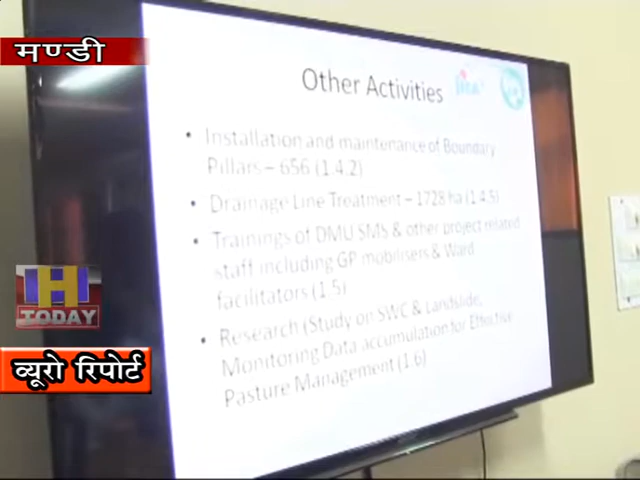 मण्डी
Other Activities
jica
• Installation and maintenance of Boundary
Pillars – 656 (1.4.2)
• Drainage Line Treatment – 1728 ha (1.4.5)
• Trainings of DMU SMS & other project related
staff including GP mobilisers & Ward
facilitators (1.5)
• Research (Study on SWC & Landslide,
Monitoring Data accumulation for Effective
Pasture Management (1.6)
H
TODAY
व्यूरो रिपोर्ट